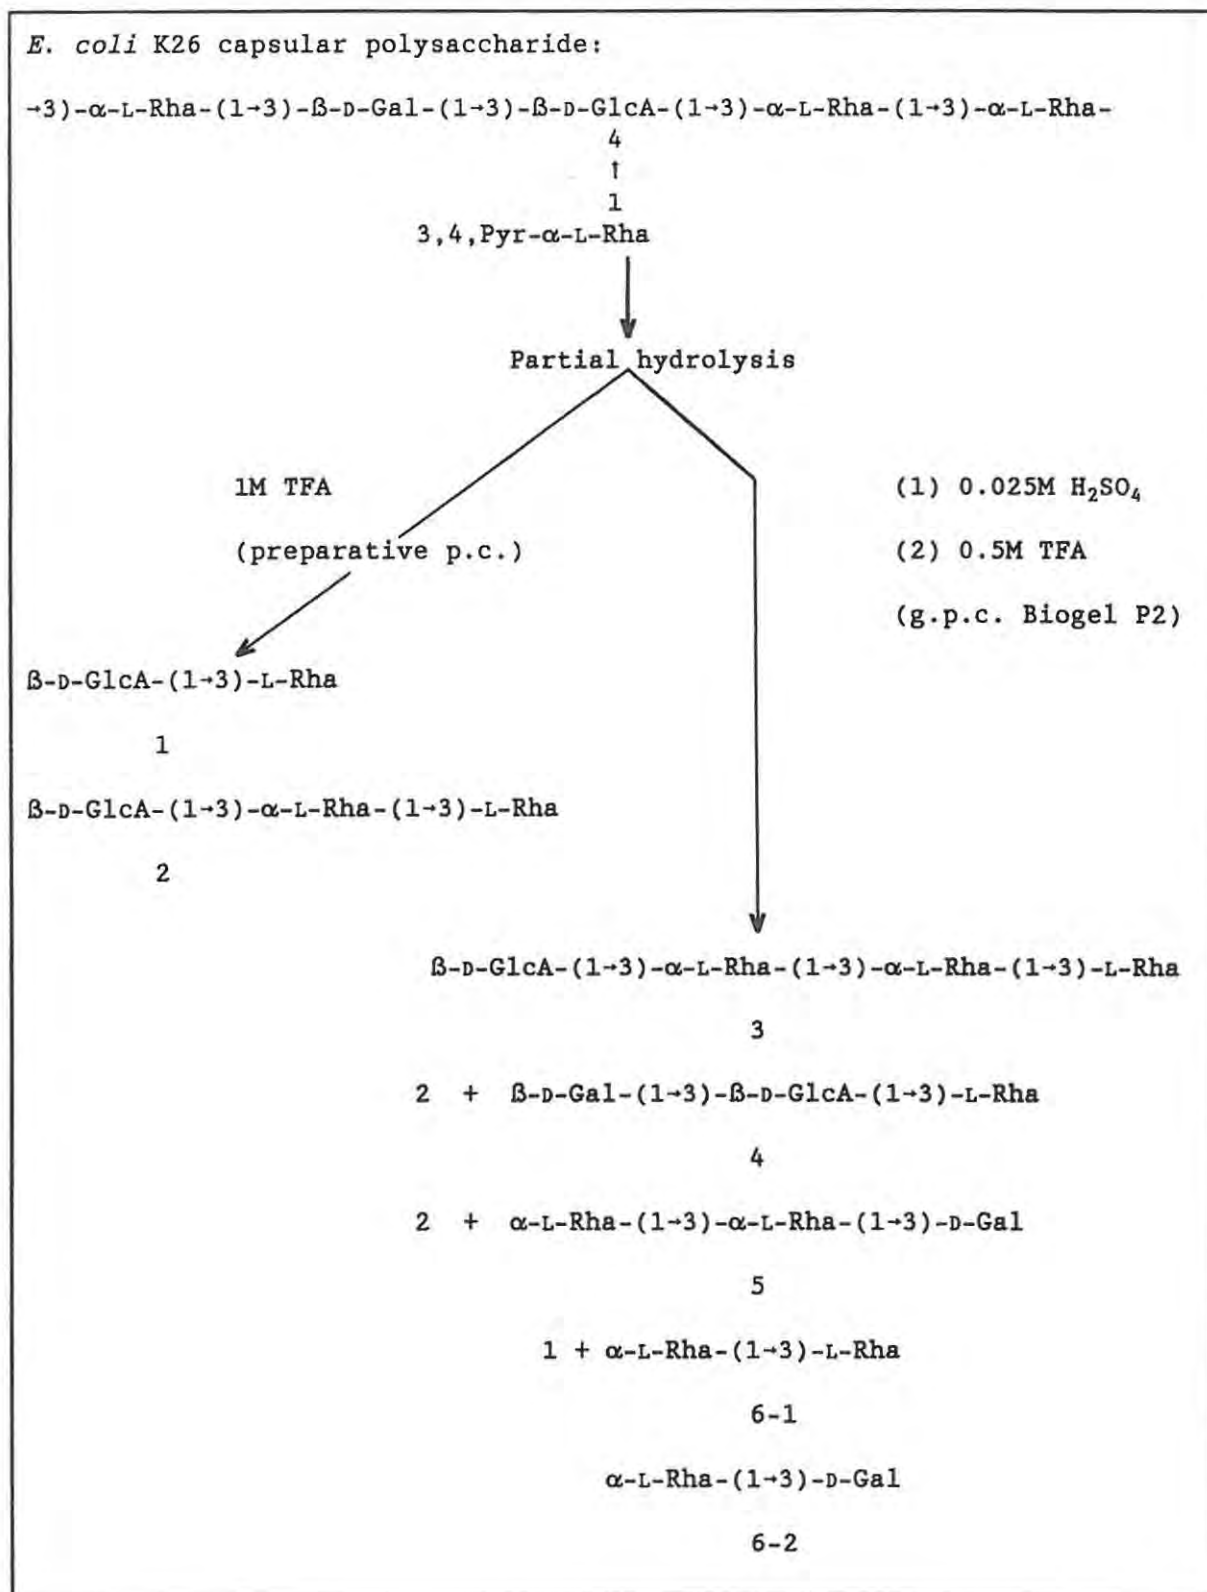 E. coli K26 capsular polysaccharide:
→3)-α-L-Rha-(1→3)-ß-D-Gal-(1→3)-ß-D-GlcA-(1→3)-α-L-Rha-(1→3)-α-L-Rha-
4
↑
1
3,4,Pyr-α-L-Rha
Partial hydrolysis
1M TFA
(1) 0.025M H₂SO₄
(preparative p.c.)
(2) 0.5M TFA
(g.p.c. Biogel P2)
ß-D-GlcA-(1→3)-L-Rha
1
ß-D-GlcA-(1→3)-α-L-Rha-(1→3)-L-Rha
2
ß-D-GlcA-(1→3)-α-L-Rha-(1→3)-α-L-Rha-(1→3)-L-Rha
3
2 + ß-D-Gal-(1→3)-ß-D-GlcA-(1→3)-L-Rha
4
2 + α-L-Rha-(1→3)-α-L-Rha-(1→3)-D-Gal
5
1 + α-L-Rha-(1→3)-L-Rha
6-1
α-L-Rha-(1→3)-D-Gal
6-2